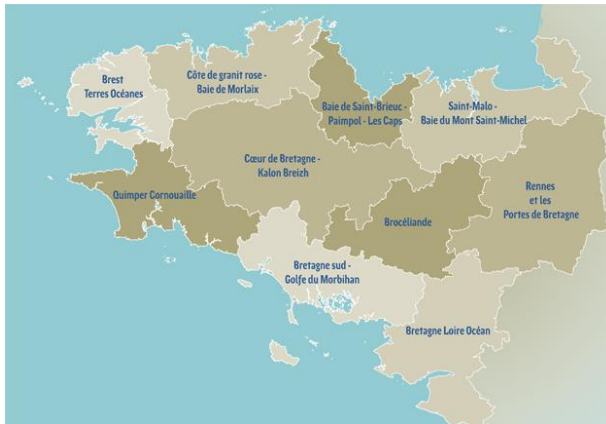 Brest
Terres Océanes
Côte de granit rose -
Baie de Morlaix
Baie de Saint-Brieuc -
Paimpol - Les Caps
Saint-Malo -
Baie du Mont Saint-Michel
Cœur de Bretagne -
Kalon Breizh
Quimper Cornouaille
Brocéliande
Rennes
et les
Portes de Bretagne
Bretagne sud -
Golfe du Morbihan
Bretagne Loire Océan